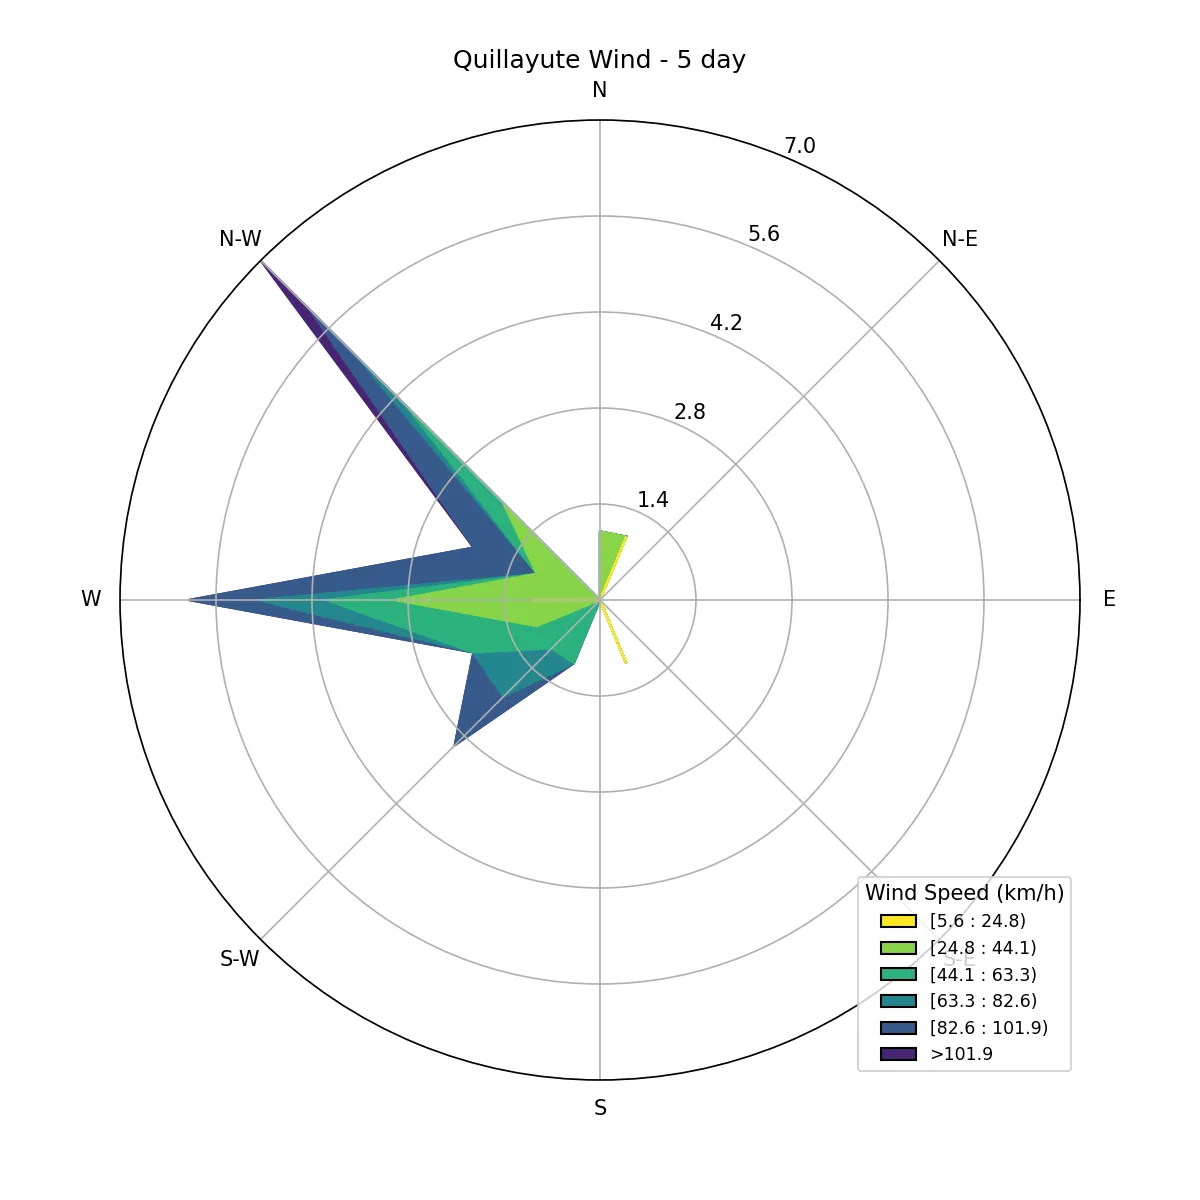 Quillayute Wind - 5 day
N
7.0
N-W
5.6
N-E
4.2
2.8
1.4
W
E
Wind Speed (km/h)
[5.6 : 24.8)
[24.8 : 44.1)
S-W
S-E
[44.1 : 63.3)
[63.3 : 82.6)
[82.6 : 101.9)
>101.9
S